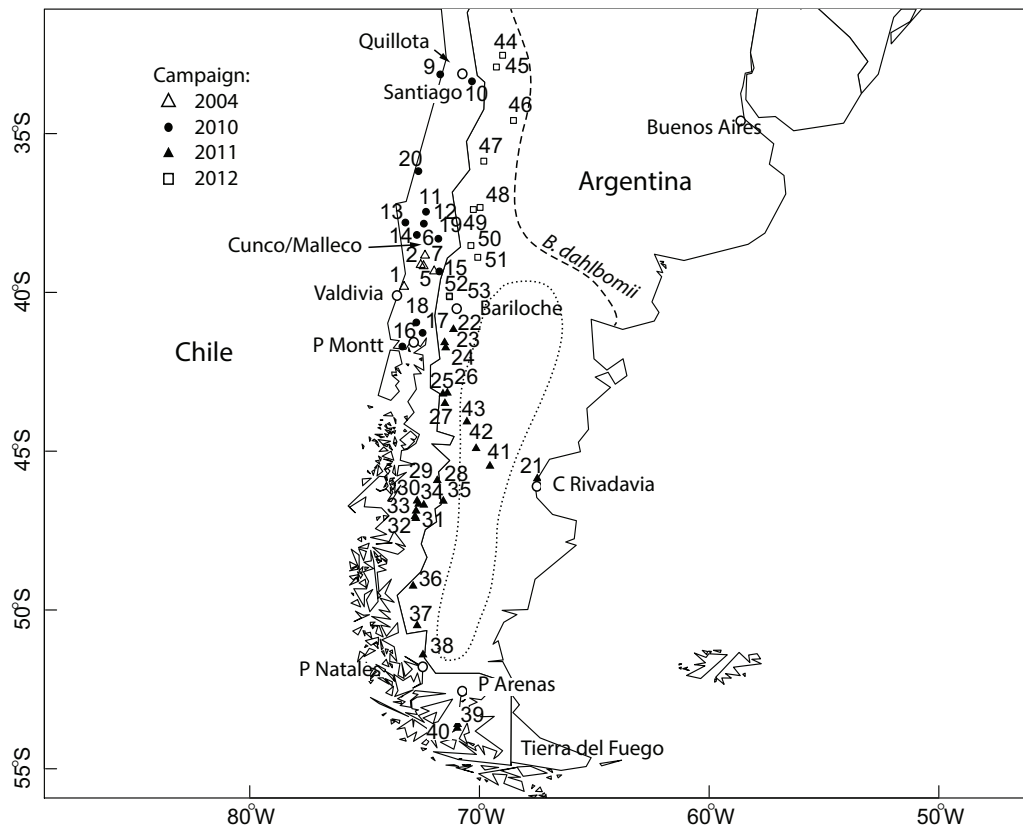 Quillota
44
9
45
Campaign:
Santiago
10
2004
46
2010
Buenos Aires
35°S
2011
47
20
2012
Argentina
11
48
13
12
19
49
14
6
50
Cunco/Malleco
7
B. dahlbomii
2
51
1
5
15
52
53
40°S
Valdivia
18
Bariloche
17
22
16
23
Chile
P Montt
24
25
26
27
43
42
41
45°S
29
28
21
30
34
35
C Rivadavia
33
32
31
36
50°S
37
38
P Natales
P Arenas
39
40
Tierra del Fuego
55°S
80°W
70°W
60°W
50°W